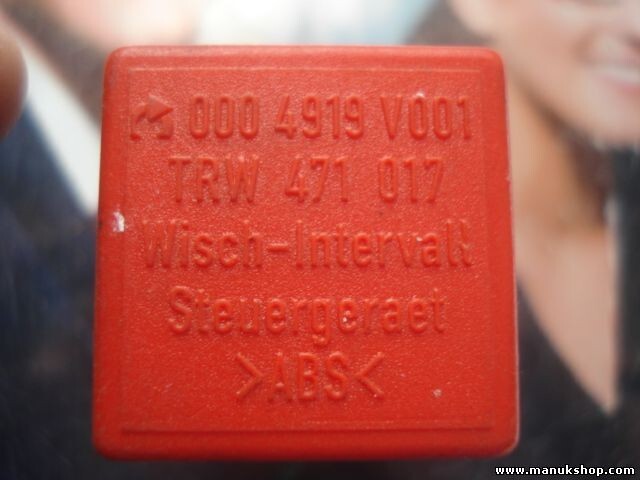 000 4919 V001
TRW 471 017
Wisch-Intervall
Steuergeraet
>ABS<
www.manukshop.com